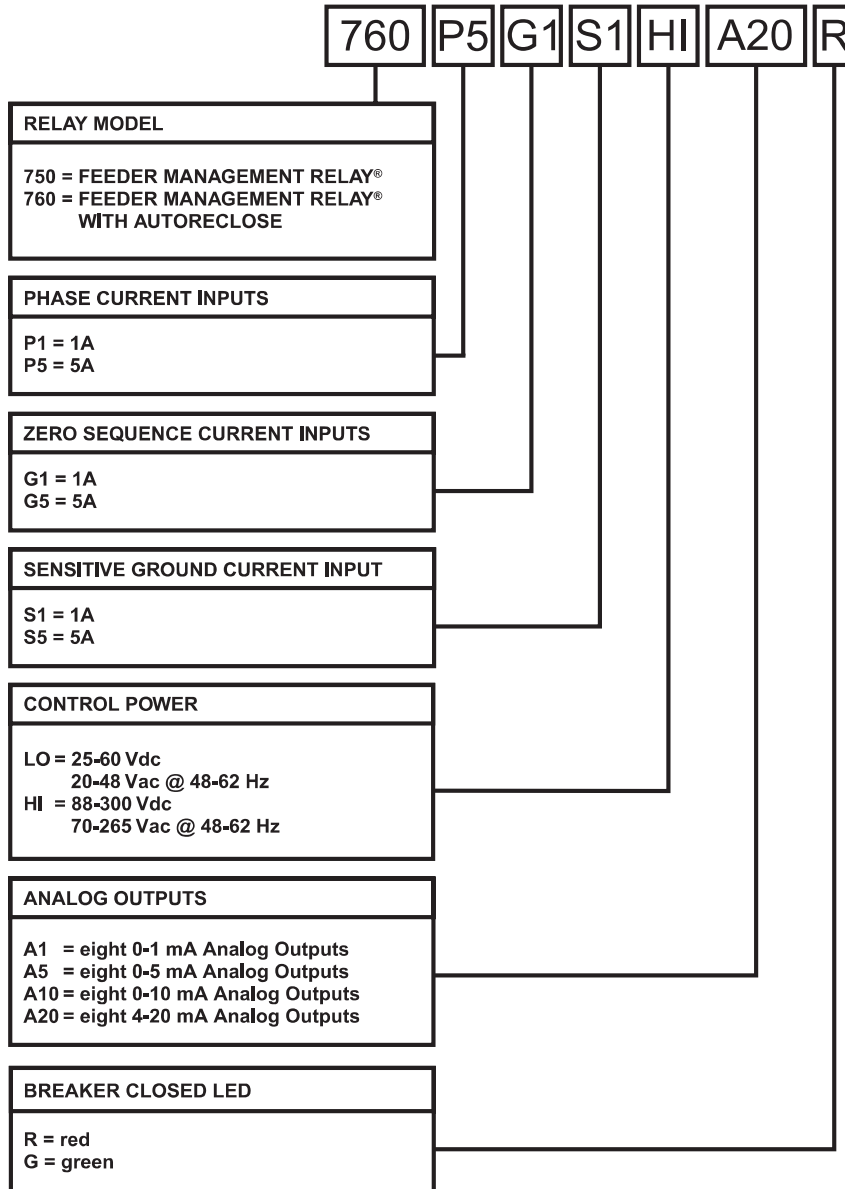 760 P5 G1 S1 HI A20 R
RELAY MODEL
750 = FEEDER MANAGEMENT RELAY®
760 = FEEDER MANAGEMENT RELAY®
WITH AUTORECLOSE
PHASE CURRENT INPUTS
P1 = 1A
P5 = 5A
ZERO SEQUENCE CURRENT INPUTS
G1 = 1A
G5 = 5A
SENSITIVE GROUND CURRENT INPUT
S1 = 1A
S5 = 5A
CONTROL POWER
LO = 25-60 Vdc
20-48 Vac @ 48-62 Hz
HI = 88-300 Vdc
70-265 Vac @ 48-62 Hz
ANALOG OUTPUTS
A1 = eight 0-1 mA Analog Outputs
A5 = eight 0-5 mA Analog Outputs
A10 = eight 0-10 mA Analog Outputs
A20 = eight 4-20 mA Analog Outputs
BREAKER CLOSED LED
R = red
G = green